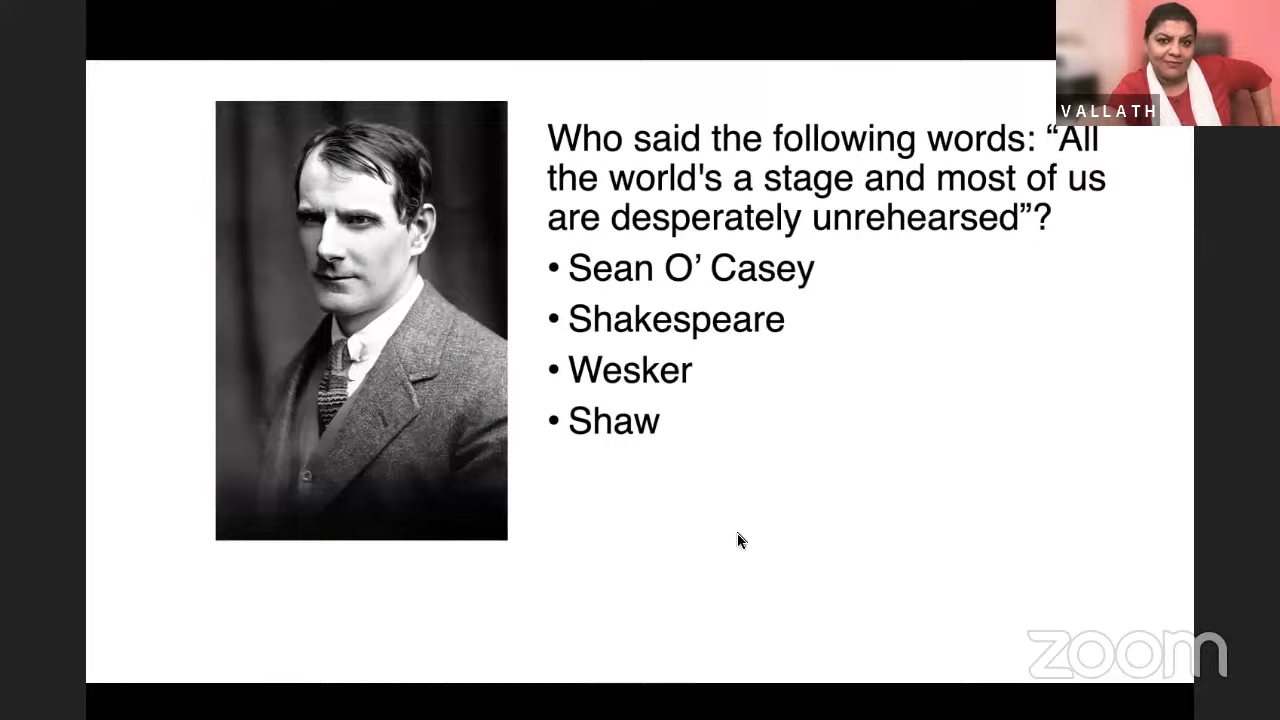 VALLATH
Who said the following words: “All
the world's a stage and most of us
are desperately unrehearsed”?
• Sean O’ Casey
• Shakespeare
• Wesker
• Shaw
zoom